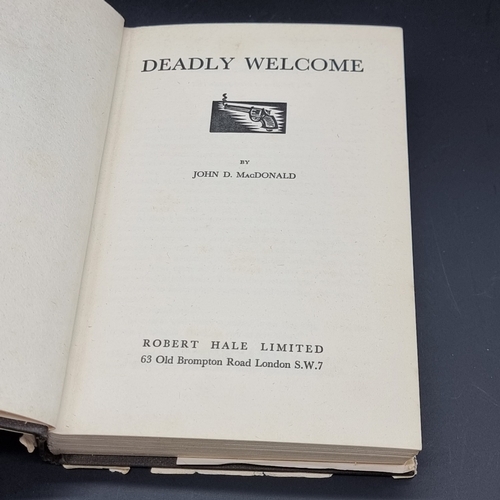 DEADLY WELCOME
BY
JOHN D. MACDONALD
ROBERT HALE LIMITED
63 Old Brompton Road London S.W.7